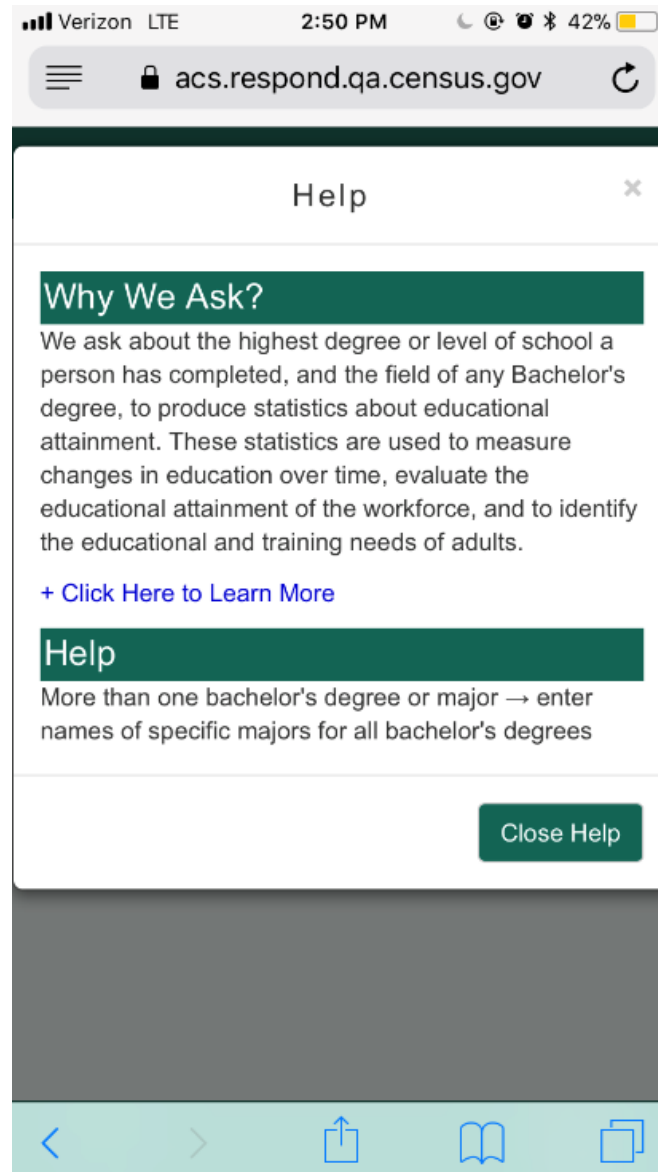 Verizon LTE 2:50 PM 42%
acs.respond.qa.census.gov
Help ×
Why We Ask?
We ask about the highest degree or level of school a
person has completed, and the field of any Bachelor's
degree, to produce statistics about educational
attainment. These statistics are used to measure
changes in education over time, evaluate the
educational attainment of the workforce, and to identify
the educational and training needs of adults.
+ Click Here to Learn More
Help
More than one bachelor's degree or major → enter
names of specific majors for all bachelor's degrees
Close Help